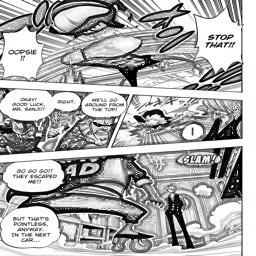 STOP
THAT!!
OOPSIE
!!
WE'LL GO
AROUND FROM
THE TOP!
RIGHT.
OKAY!
GOOD LUCK,
MR. SANJI!!
SLAM!
GO GO GO!!
THEY
ESCAPED
ME!!
AD
BUT THAT'S
POINTLESS,
ANYWAY.
IN THE NEXT
CAR...